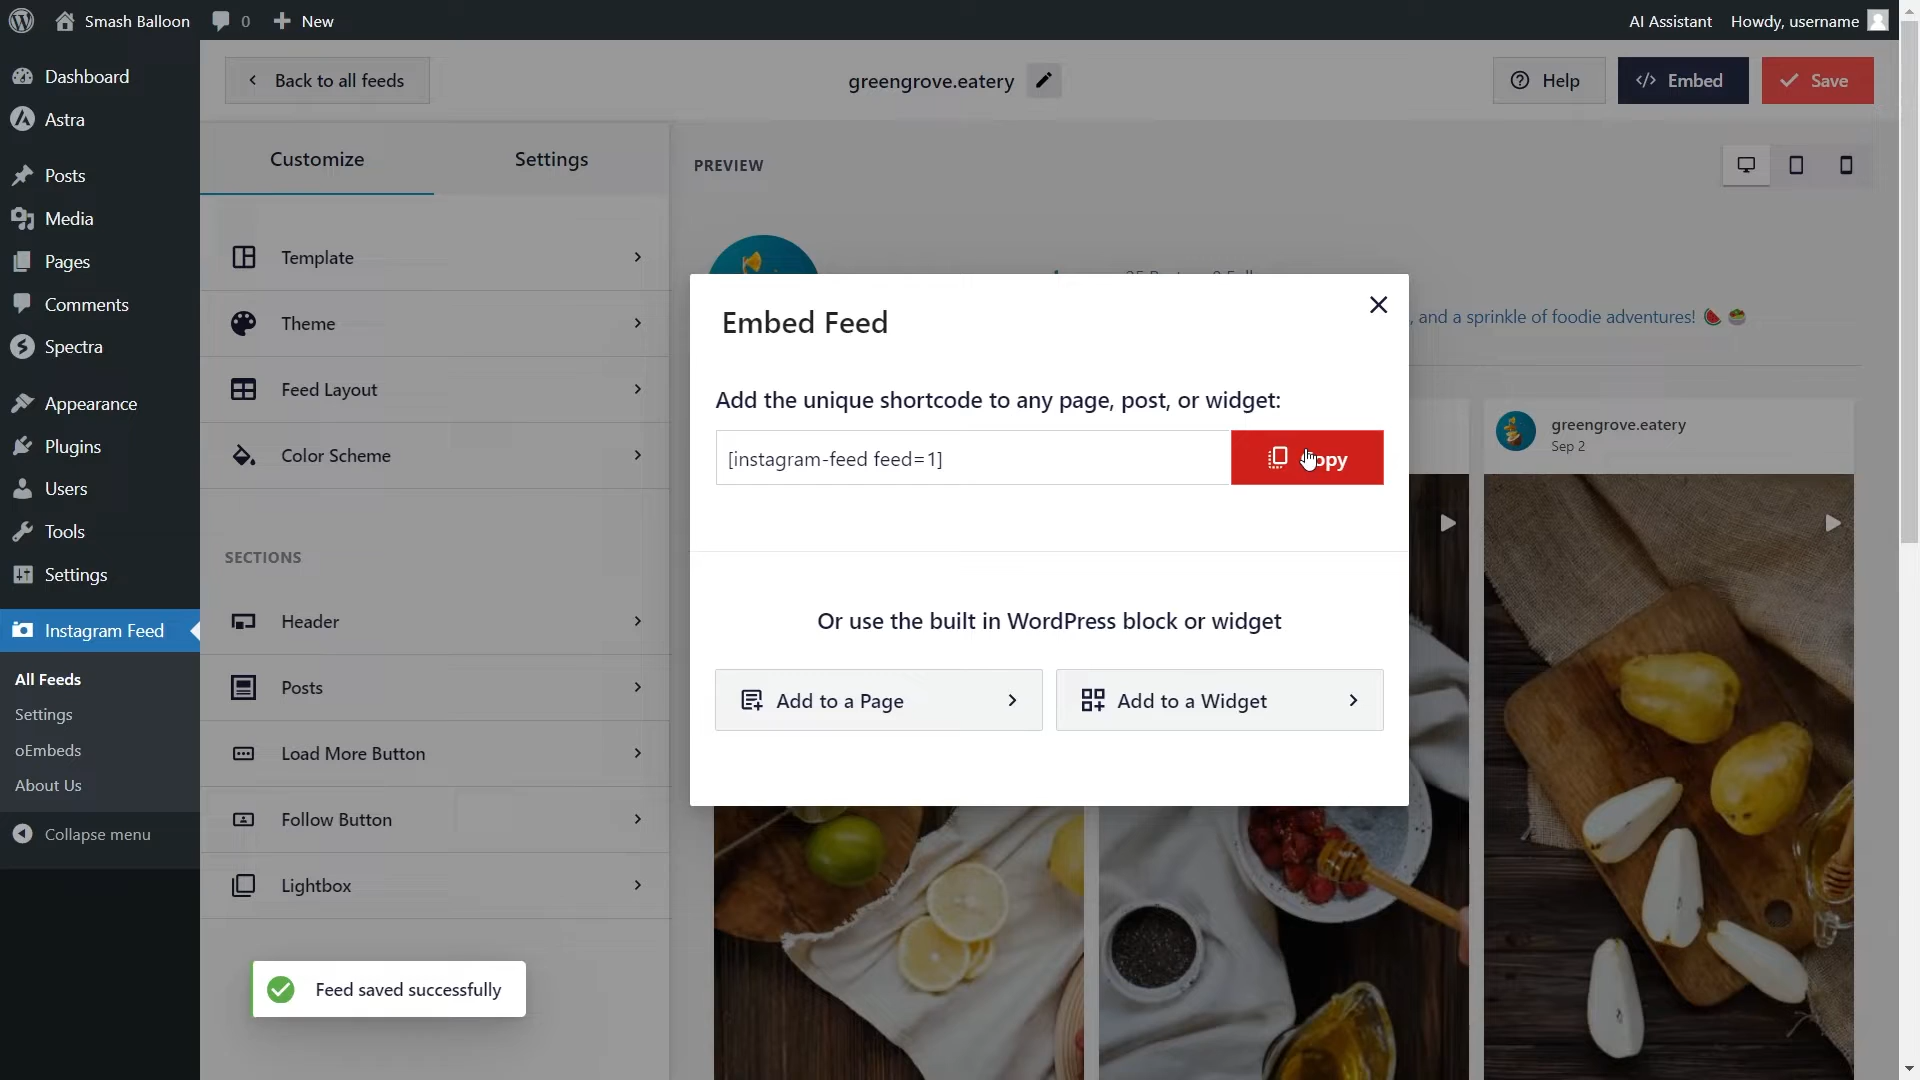 Smash Balloon
0
New
AI Assistant
Howdy, username
Dashboard
Astra
Posts
Media
Pages
Comments
Spectra
Appearance
Plugins
Users
Tools
Settings
Instagram Feed
All Feeds
Settings
oEmbeds
About Us
Collapse menu
Back to all feeds
greengrove.eatery
Help
</> Embed
Save
Customize
Settings
Template
Theme
Feed Layout
Color Scheme
SECTIONS
Header
Posts
Load More Button
Follow Button
Lightbox
Feed saved successfully
PREVIEW
, and a sprinkle of foodie adventures! 🍉 🥗
greengrove.eatery
Sep 2
Embed Feed
Add the unique shortcode to any page, post, or widget:
[instagram-feed feed=1]
Copy
Or use the built in WordPress block or widget
Add to a Page
Add to a Widget